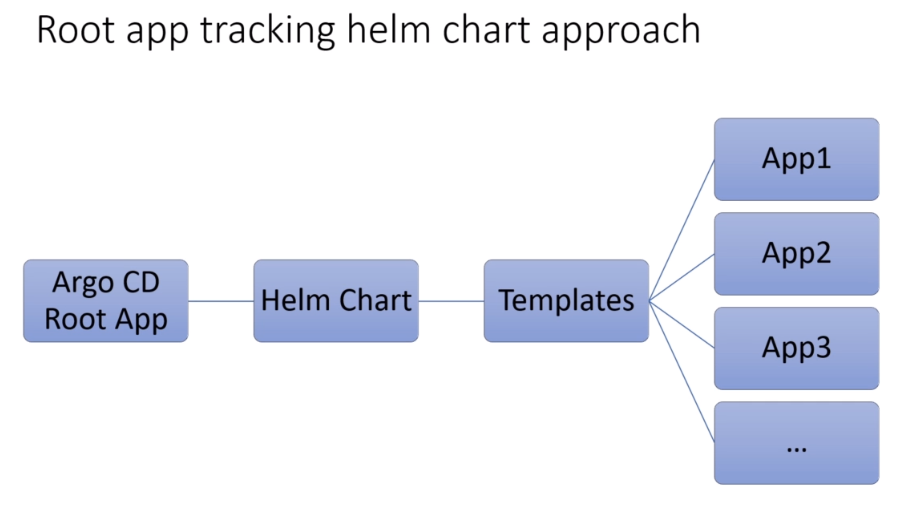 Root app tracking helm chart approach
Argo CD
Root App
Helm Chart
Templates
App1
App2
App3
...